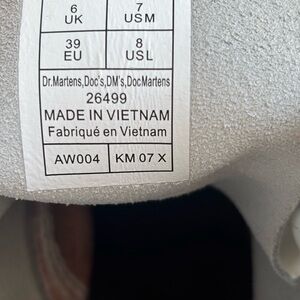 6 7
UK USM
39 8
EU USL
Dr.Martens,Doc's,DM's,DocMartens
26499
MADE IN VIETNAM
Fabriqué en Vietnam
AW004 KM 07 X